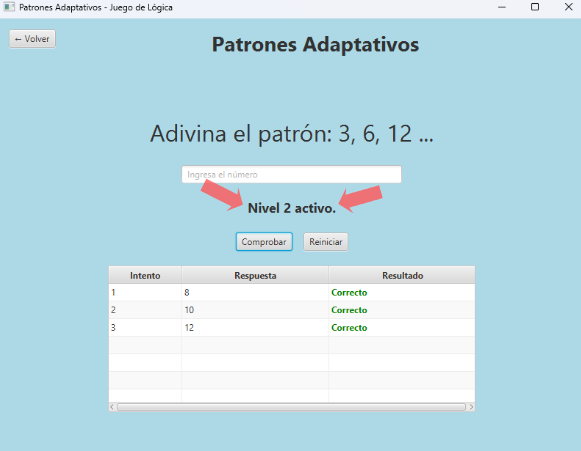 Patrones Adaptativos - Juego de Lógica
← Volver
Patrones Adaptativos
Adivina el patrón: 3, 6, 12 ...
Ingresa el número
Nivel 2 activo.
Comprobar Reiniciar
Intento Respuesta Resultado
1 8 Correcto
2 10 Correcto
3 12 Correcto